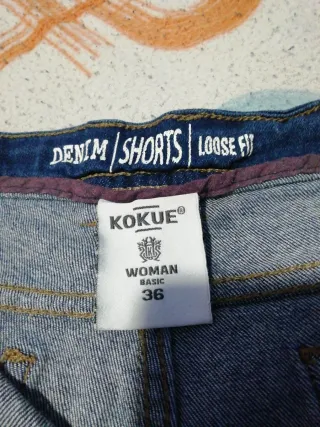 DENIM | SHORTS | LOOSE FIT
KOKUE®
WOMAN
BASIC
36